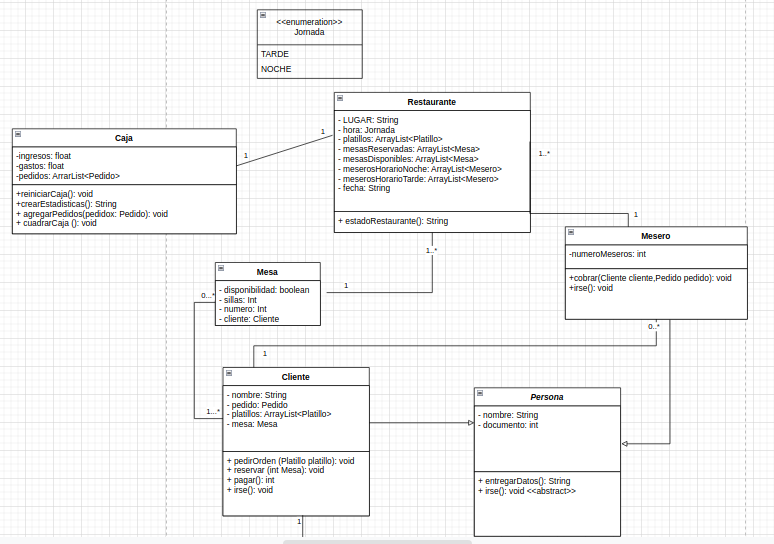 <<enumeration>>
Jornada
TARDE
NOCHE
Restaurante
- LUGAR: String
- hora: Jornada
- platillos: ArrayList<Platillo>
- mesasReservadas: ArrayList<Mesa>
- mesasDisponibles: ArrayList<Mesa>
- meserosHorarioNoche: ArrayList<Mesero>
- meserosHorarioTarde: ArrayList<Mesero>
- fecha: String
+ estadoRestaurante(): String
Caja
-ingresos: float
-gastos: float
-pedidos: ArrarList<Pedido>
+reiniciarCaja(): void
+crearEstadisticas(): String
+ agregarPedidos(pedidox: Pedido): void
+ cuadrarCaja (): void
1
1
1..*
1
Mesero
-numeroMeseros: int
+cobrar(Cliente cliente,Pedido pedido): void
+irse(): void
1..*
1
Mesa
- disponibilidad: boolean
- sillas: Int
- numero: Int
- cliente: Cliente
0...*
1...*
0..*
1
Cliente
- nombre: String
- pedido: Pedido
- platillos: ArrayList<Platillo>
- mesa: Mesa
+ pedirOrden (Platillo platillo): void
+ reservar (int Mesa): void
+ pagar(): int
+ irse(): void
1
Persona
- nombre: String
- documento: int
+ entregarDatos(): String
+ irse(): void <<abstract>>